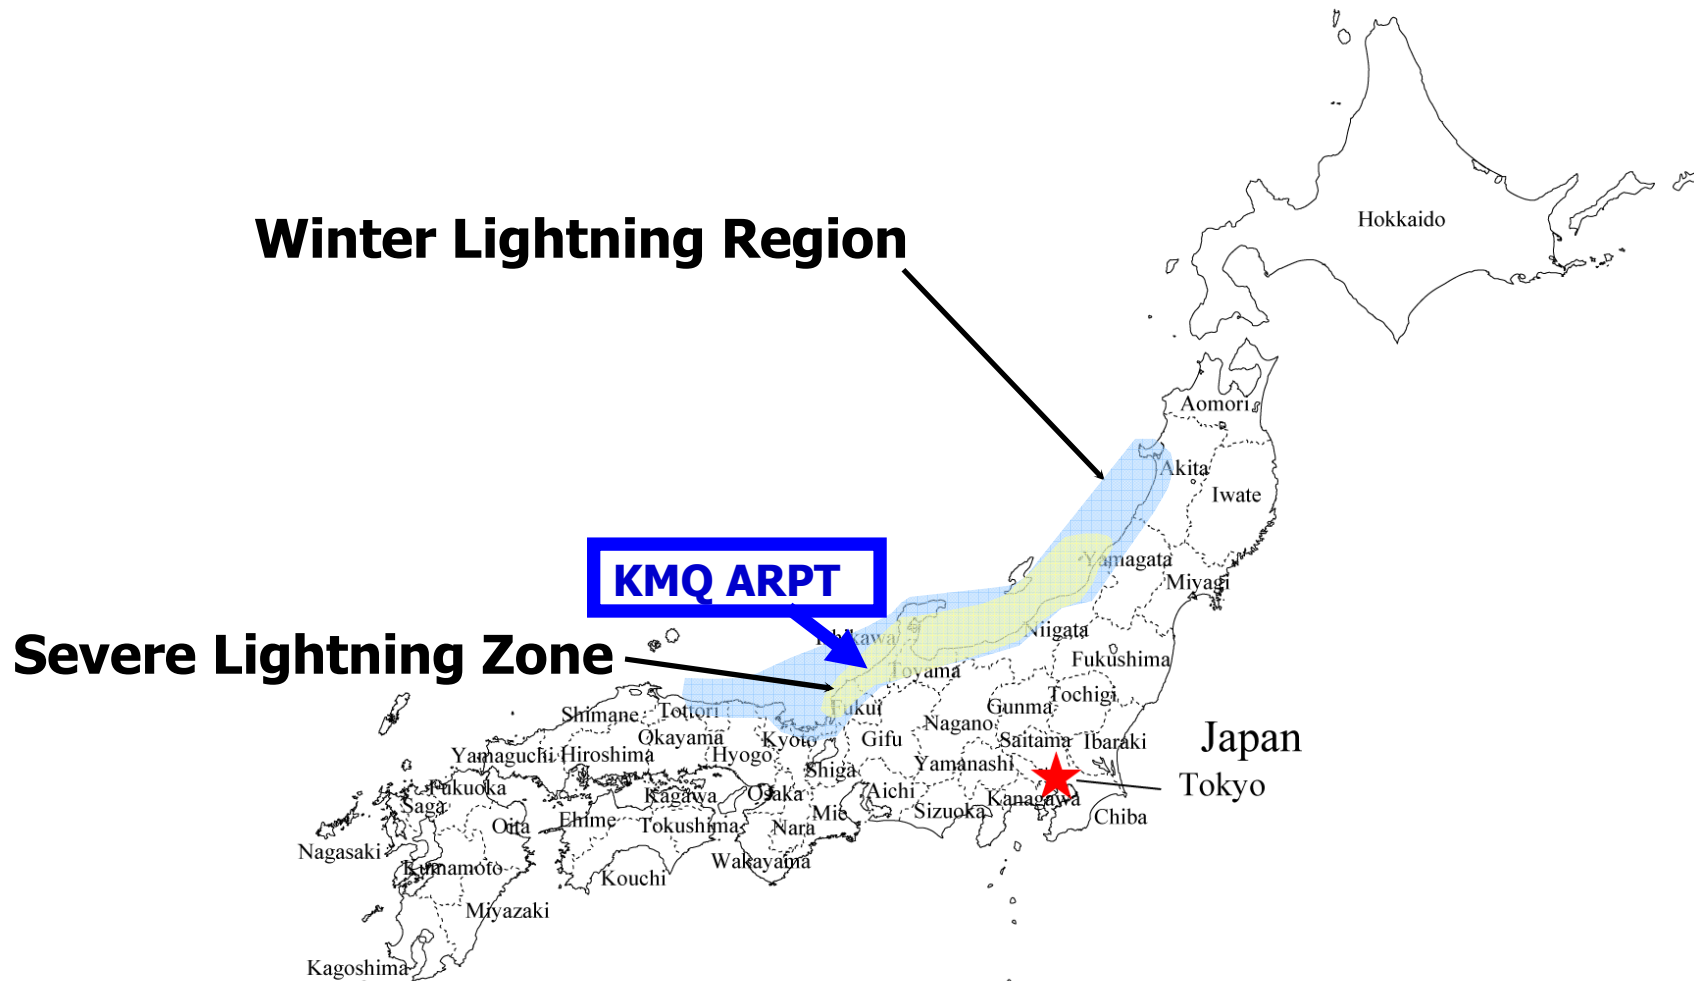 Hokkaido
Winter Lightning Region
Aomori
Akita
Iwate
KMQ ARPT
Yamagata
Miyagi
Ishikawa
Niigata
Severe Lightning Zone
Toyama
Fukushima
Tochigi
Fukui
Gunma
Shimane
Tottori
Nagano
Okayama
Kyoto
Gifu
Saitama
Ibaraki
Japan
Yamaguchi
Hiroshima
Hyogo
Shiga
Yamanashi
Tokyo
Fukuoka
Saga
Kagawa
Osaka
Aichi
Kanagawa
Sizuoka
Chiba
Oita
Ehime
Tokushima
Nara
Mie
Nagasaki
Kumamoto
Kouchi
Wakayama
Miyazaki
Kagoshima